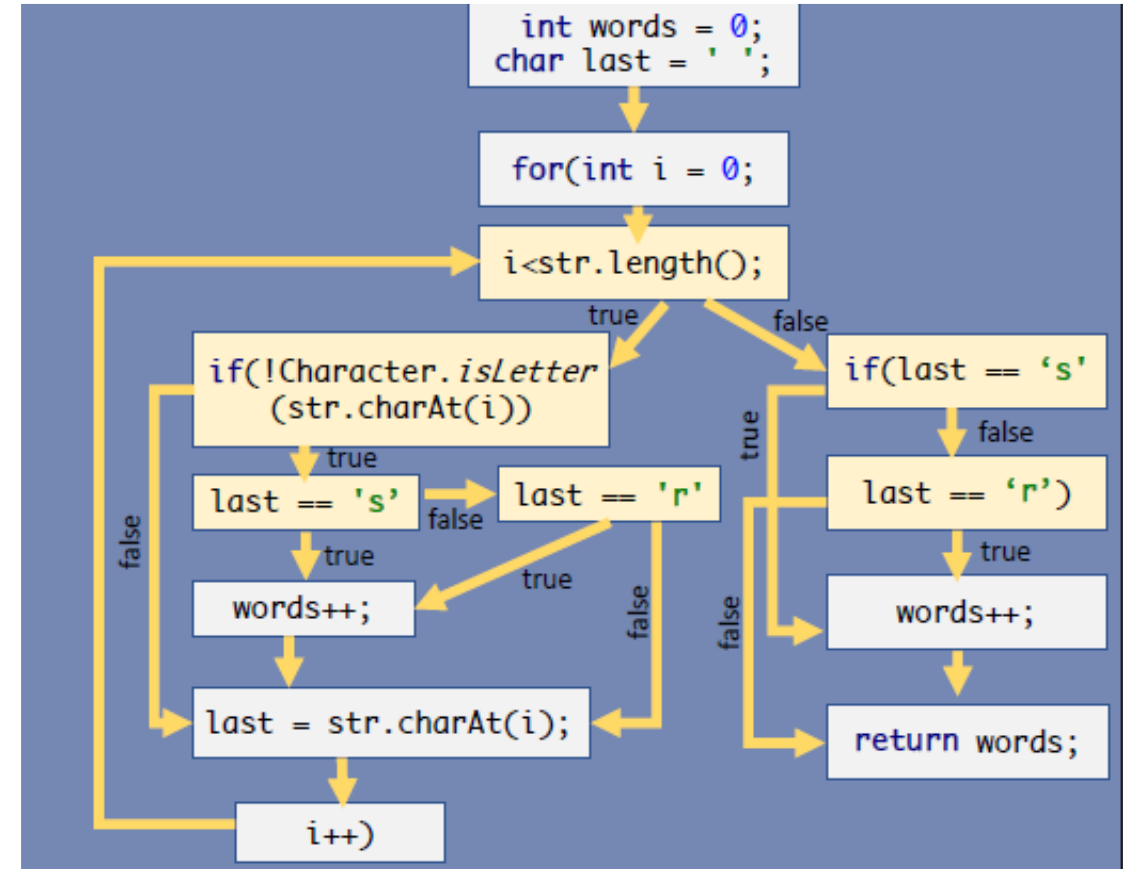 int words = 0;
char last = ' ';
for(int i = 0;
i<str.length();
true
false
if(!Character.isLetter
(str.charAt(i))
if(last == ‘s'
true
false
true
last == 's’
false
last == 'r'
last == ‘r’)
false
true
true
true
words++;
false
false
words++;
last = str.charAt(i);
return words;
i++)